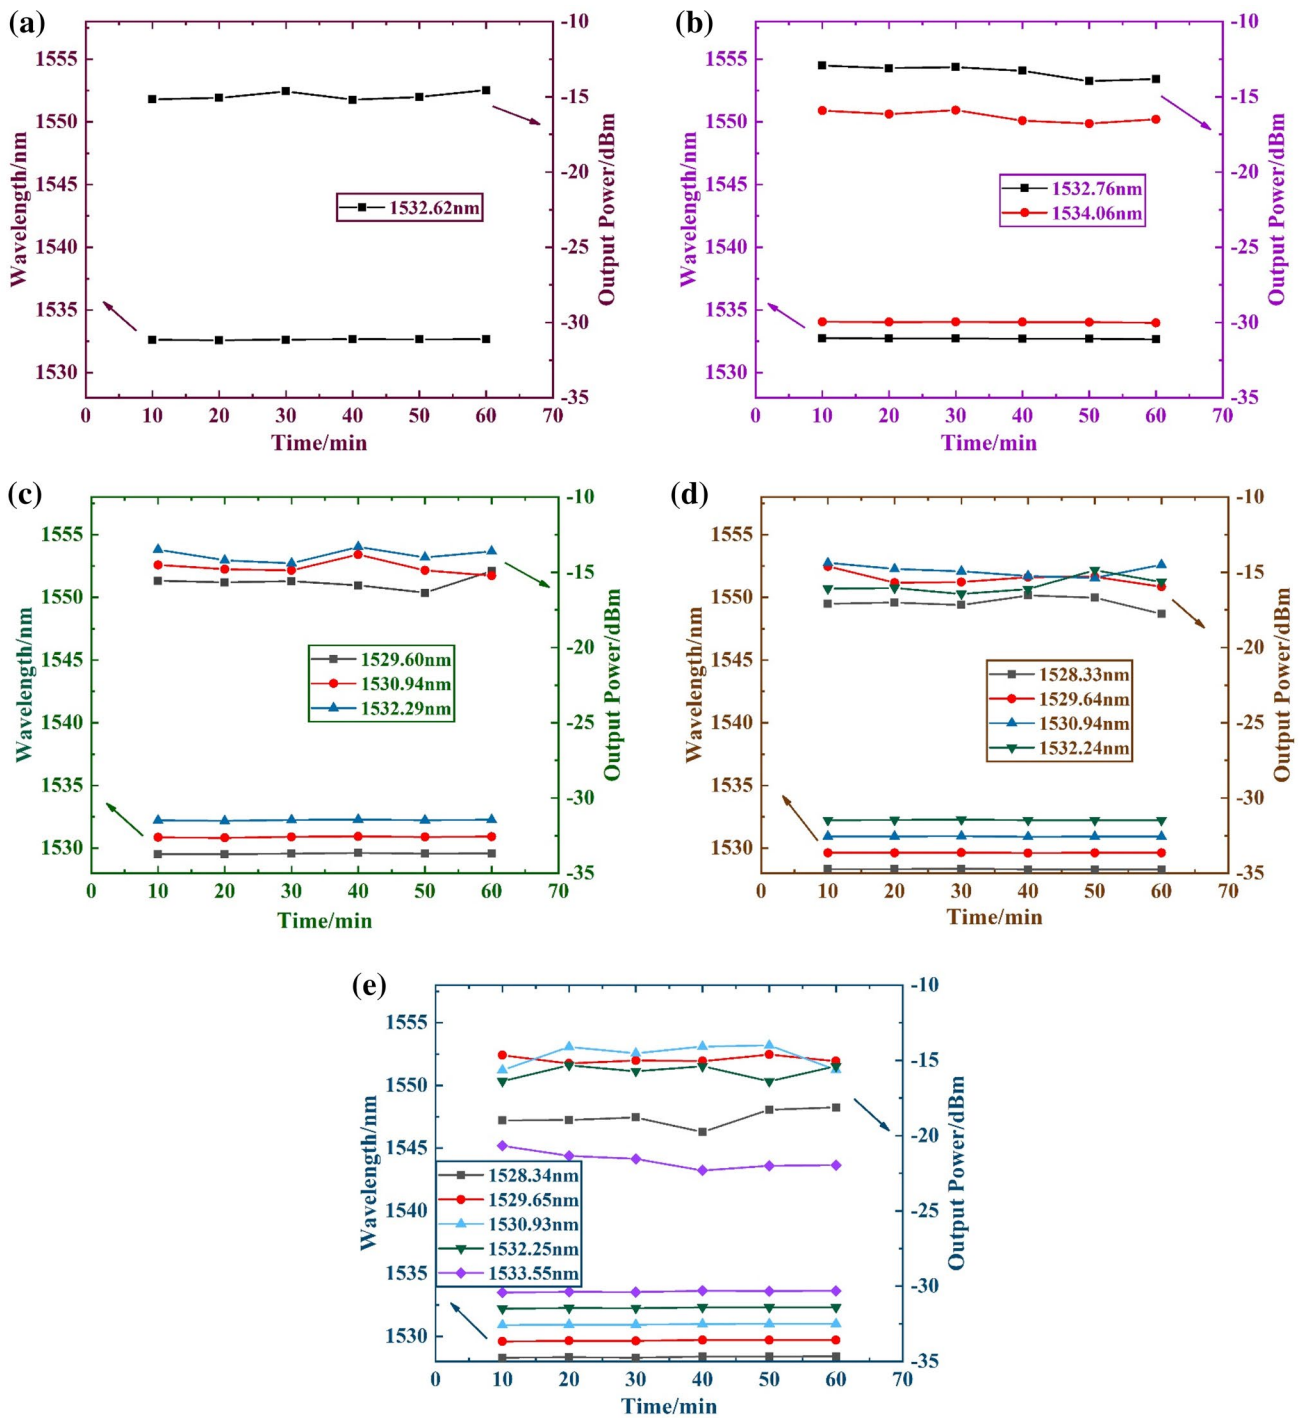 (a)
Wavelength/nm
1555
1550
1545
1540
1535
1530
0 10 20 30 40 50 60 70
Time/min
-10
-15
-20
-25
-30
-35
Output Power/dBm
1532.62nm
(b)
Wavelength/nm
1555
1550
1545
1540
1535
1530
0 10 20 30 40 50 60 70
Time/min
-10
-15
-20
-25
-30
-35
Output Power/dBm
1532.76nm
1534.06nm
(c)
Wavelength/nm
1555
1550
1545
1540
1535
1530
0 10 20 30 40 50 60 70
Time/min
-10
-15
-20
-25
-30
-35
Output Power/dBm
1529.60nm
1530.94nm
1532.29nm
(d)
Wavelength/nm
1555
1550
1545
1540
1535
1530
0 10 20 30 40 50 60 70
Time/min
-10
-15
-20
-25
-30
-35
Output Power/dBm
1528.33nm
1529.64nm
1530.94nm
1532.24nm
(e)
Wavelength/nm
1555
1550
1545
1540
1535
1530
0 10 20 30 40 50 60 70
Time/min
-10
-15
-20
-25
-30
-35
Output Power/dBm
1528.34nm
1529.65nm
1530.93nm
1532.25nm
1533.55nm